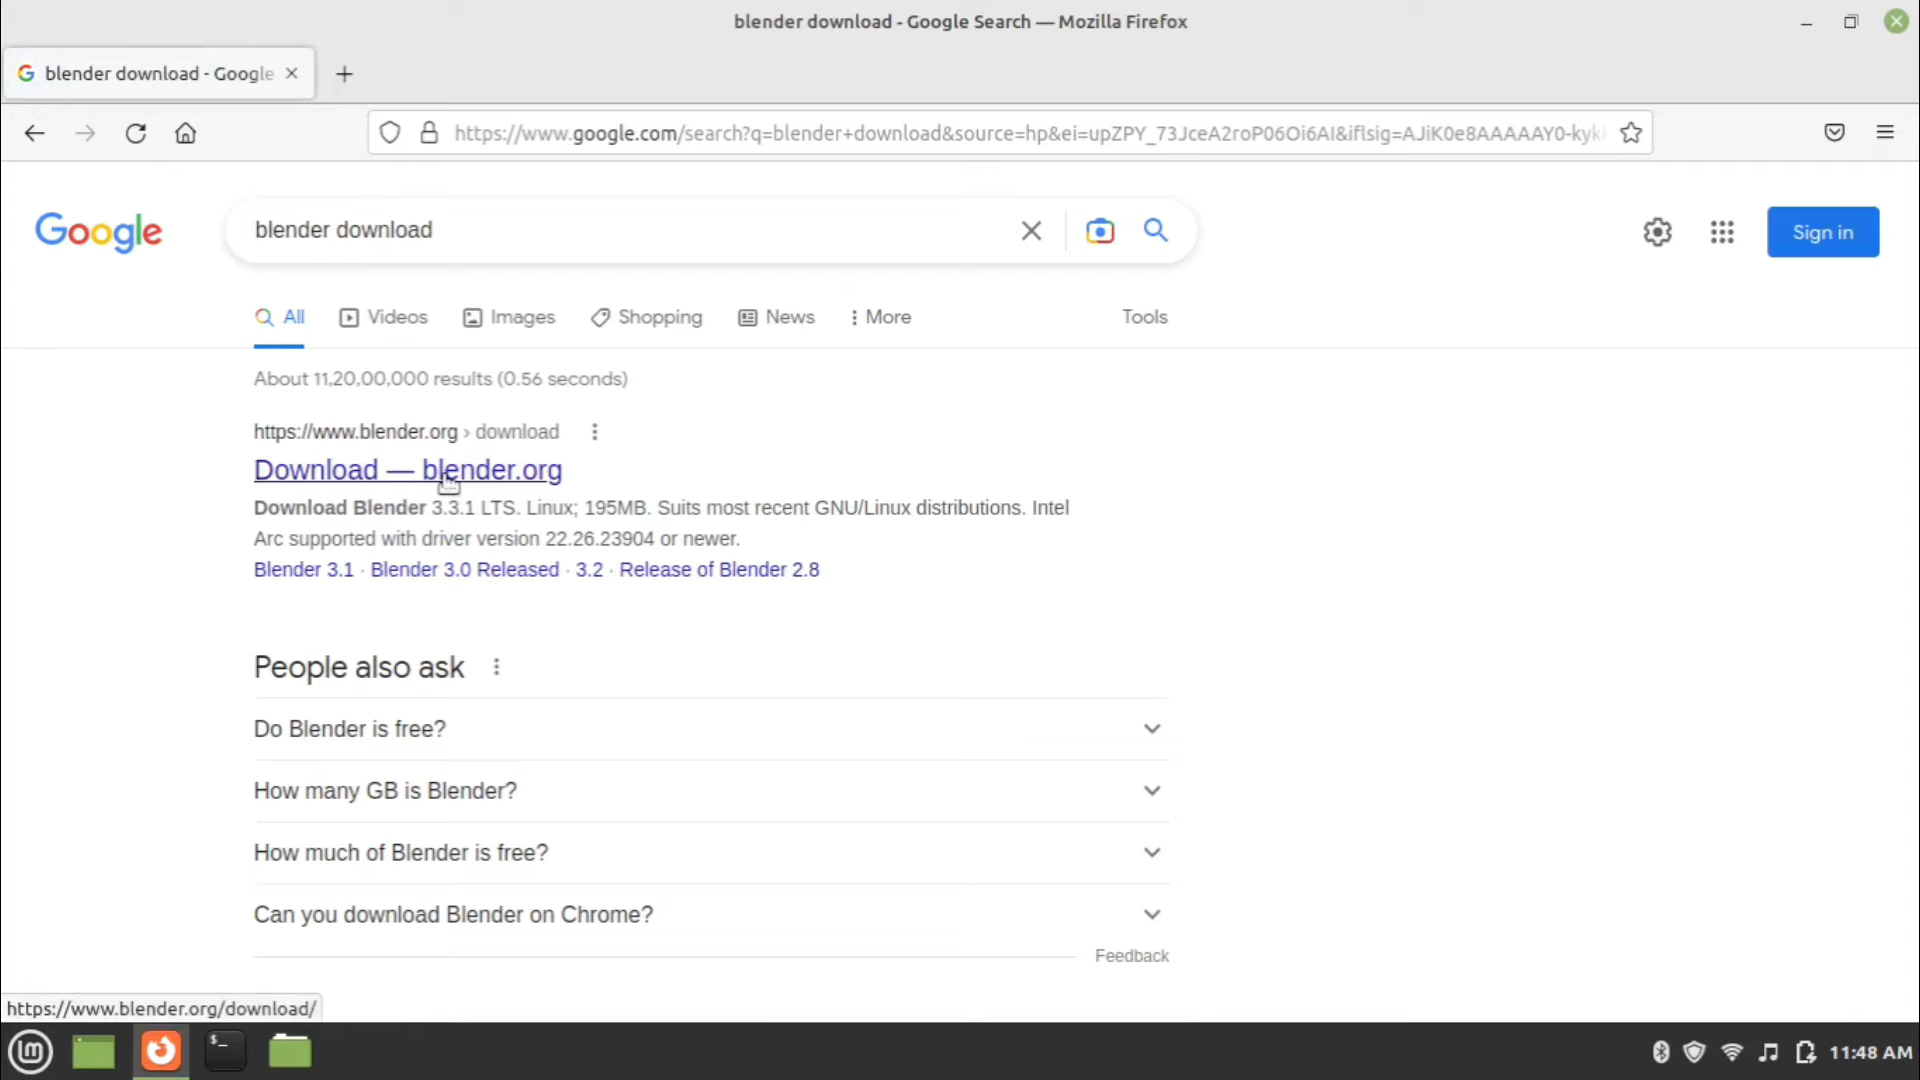 blender download - Google Search — Mozilla Firefox
blender download - Google
https://www.google.com/search?q=blender+download&source=hp&ei=upZPY_73JceA2roP06Oi6AI&iflsig=AJiK0e8AAAAAY0-kyk
Google
blender download
Sign in
All
Videos
Images
Shopping
News
More
Tools
About 11,20,00,000 results (0.56 seconds)
https://www.blender.org › download
Download — blender.org
Download Blender 3.3.1 LTS. Linux; 195MB. Suits most recent GNU/Linux distributions. Intel
Arc supported with driver version 22.26.23904 or newer.
Blender 3.1 · Blender 3.0 Released · 3.2 · Release of Blender 2.8
People also ask
Do Blender is free?
How many GB is Blender?
How much of Blender is free?
Can you download Blender on Chrome?
Feedback
https://www.blender.org/download/
$_
11:48 AM